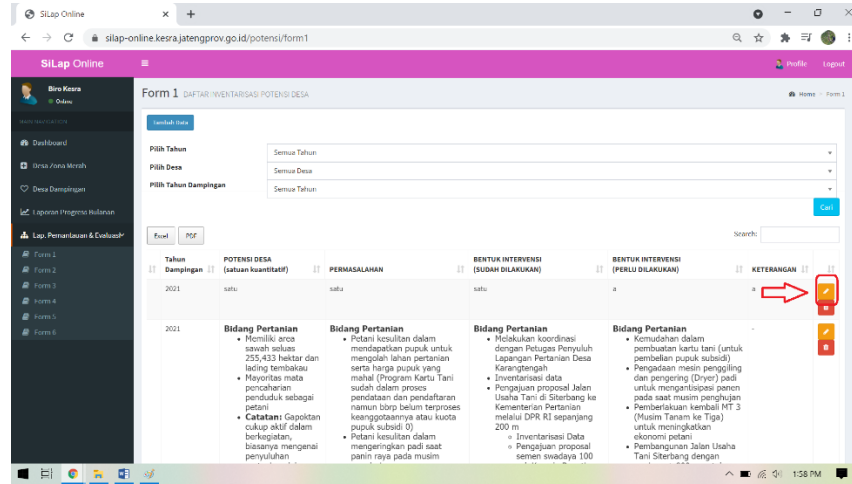 SiLap Online
silap-online.kesra.jatengprov.go.id/potensi/form1
SiLap Online
Profile
Logout
Biro Kesra
Online
Form 1 DAFTAR INVENTARISASI POTENSI DESA
Home > Form 1
MAIN NAVIGATION
Tambah Data
Dashboard
Desa Zona Merah
Desa Dampingan
Laporan Progress Bulanan
Lap. Pemantauan & Evaluasi
Form 1
Form 2
Form 3
Form 4
Form 5
Form 6
Pilih Tahun
Semua Tahun
Pilih Desa
Semua Desa
Pilih Tahun Dampingan
Semua Tahun
Cari
Excel
PDF
Search:
Tahun
Dampingan
POTENSI DESA
(satuan kuantitatif)
PERMASALAHAN
BENTUK INTERVENSI
(SUDAH DILAKUKAN)
BENTUK INTERVENSI
(PERLU DILAKUKAN)
KETERANGAN
2021
satu
satu
satu
a
a
2021
Bidang Pertanian
• Memiliki area
sawah seluas
255,433 hektar dan
lading tembakau
• Mayoritas mata
pencaharian
penduduk sebagai
petani
• Catatan: Gapoktan
cukup aktif dalam
berkegiatan,
biasanya mengenai
penyuluhan
Bidang Pertanian
• Petani kesulitan dalam
mendapatkan pupuk untuk
mengolah lahan pertanian
serta harga pupuk yang
mahal (Program Kartu Tani
sudah dalam proses
pendataan dan pendaftaran
namun bbrp belum terproses
keanggotaannya atau kuota
pupuk subsidi 0)
• Petani kesulitan dalam
mengeringkan padi saat
panin raya pada musim
Bidang Pertanian
• Melakukan koordinasi
dengan Petugas Penyuluh
Lapangan Pertanian Desa
Karangtengah
• Inventarisasi data
• Pengajuan proposal Jalan
Usaha Tani di Siterbang ke
Kementerian Pertanian
melalui DPR RI sepanjang
200 m
○ Inventarisasi Data
○ Pengajuan proposal
semen swadaya 100
Bidang Pertanian
• Kemudahan dalam
pembuatan kartu tani (untuk
pembelian pupuk subsidi)
• Pengadaan mesin penggiling
dan pengering (Dryer) padi
untuk mengantisipasi panen
pada saat musim penghujan
• Pemberlakuan kembali MT 3
(Musim Tanam ke Tiga)
untuk meningkatkan
ekonomi petani
• Pembangunan Jalan Usaha
Tani Siterbang dengan
-
1:58 PM